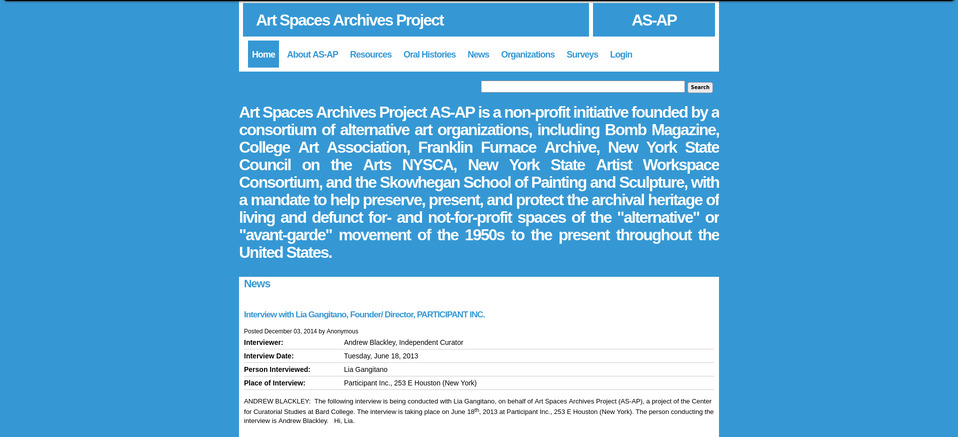 Art Spaces Archives Project
AS-AP
Home About AS-AP Resources Oral Histories News Organizations Surveys Login
Search
Art Spaces Archives Project AS-AP is a non-profit initiative founded by a
consortium of alternative art organizations, including Bomb Magazine,
College Art Association, Franklin Furnace Archive, New York State
Council on the Arts NYSCA, New York State Artist Workspace
Consortium, and the Skowhegan School of Painting and Sculpture, with
a mandate to help preserve, present, and protect the archival heritage of
living and defunct for- and not-for-profit spaces of the "alternative" or
"avant-garde" movement of the 1950s to the present throughout the
United States.
News
Interview with Lia Gangitano, Founder/ Director, PARTICIPANT INC.
Posted December 03, 2014 by Anonymous
Interviewer: Andrew Blackley, Independent Curator
Interview Date: Tuesday, June 18, 2013
Person Interviewed: Lia Gangitano
Place of Interview: Participant Inc., 253 E Houston (New York)
ANDREW BLACKLEY: The following interview is being conducted with Lia Gangitano, on behalf of Art Spaces Archives Project (AS-AP), a project of the Center
for Curatorial Studies at Bard College. The interview is taking place on June 18th, 2013 at Participant Inc., 253 E Houston (New York). The person conducting the
interview is Andrew Blackley. Hi, Lia.